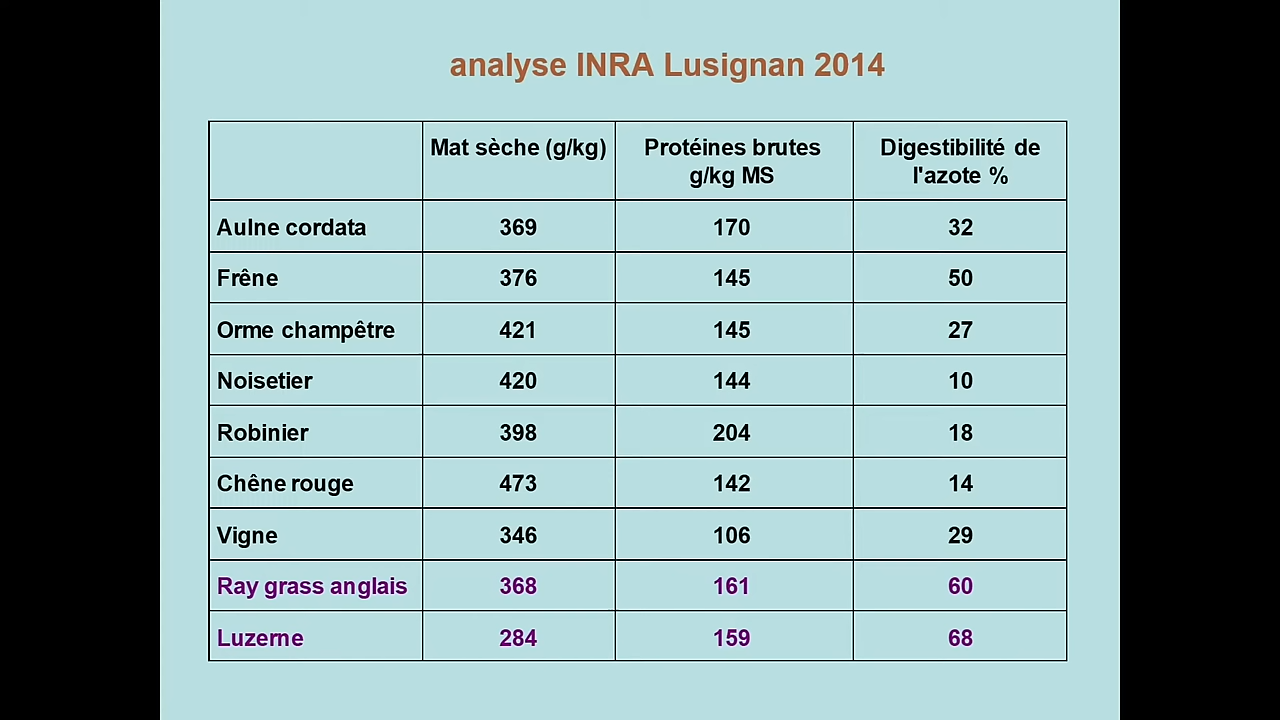 analyse INRA Lusignan 2014
Mat sèche (g/kg) Protéines brutes g/kg MS Digestibilité de l'azote %
Aulne cordata 369 170 32
Frêne 376 145 50
Orme champêtre 421 145 27
Noisetier 420 144 10
Robinier 398 204 18
Chêne rouge 473 142 14
Vigne 346 106 29
Ray grass anglais 368 161 60
Luzerne 284 159 68